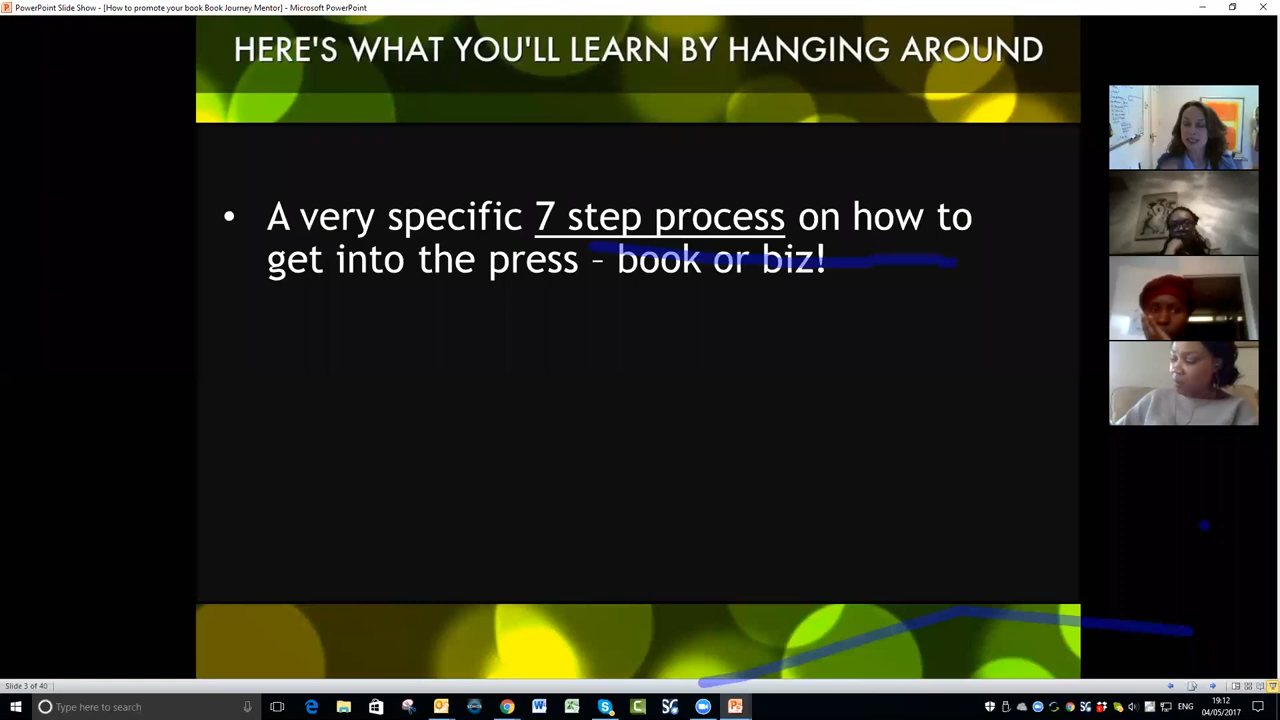 PowerPoint Slide Show - [How to promote your book Book Journey Mentor] - Microsoft PowerPoint
HERE'S WHAT YOU'LL LEARN BY HANGING AROUND
• A very specific 7 step process on how to
get into the press – book or biz!
Slide 3 of 40
Type here to search
ENG
19:12
04/05/2017